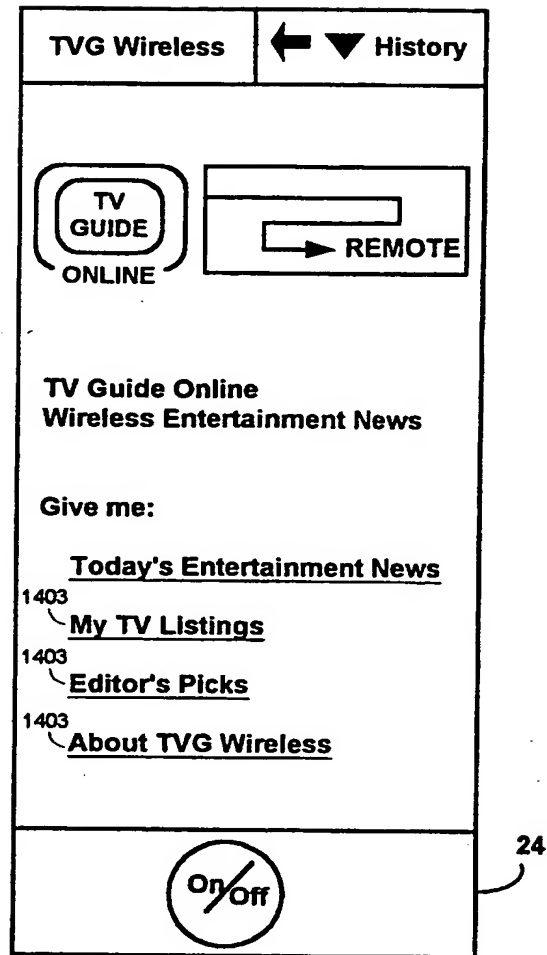 TVG Wireless History
TV
GUIDE
ONLINE
REMOTE
TV Guide Online
Wireless Entertainment News
Give me:
Today's Entertainment News
1403
My TV Listings
1403
Editor's Picks
1403
About TVG Wireless
24
On/Off